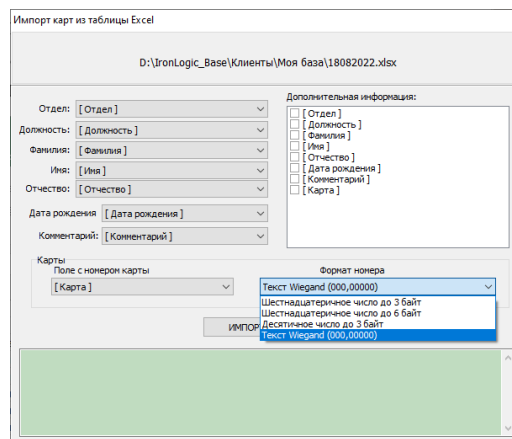 Импорт карт из таблицы Excel
D:\IronLogic_Base\Клиенты\Моя база\18082022.xlsx
Отдел: [ Отдел ]
Должность: [ Должность ]
Фамилия: [ Фамилия ]
Имя: [ Имя ]
Отчество: [ Отчество ]
Дата рождения [ Дата рождения ]
Комментарий: [ Комментарий ]
Дополнительная информация:
[ Отдел ]
[ Должность ]
[ Фамилия ]
[ Имя ]
[ Отчество ]
[ Дата рождения ]
[ Комментарий ]
[ Карта ]
Карты
Поле с номером карты
[ Карта ]
Формат номера
Текст Wiegand (000,00000)
Шестнадцатеричное число до 3 байт
Шестнадцатеричное число до 6 байт
Десятичное число до 3 байт
Текст Wiegand (000,00000)
ИМПОР